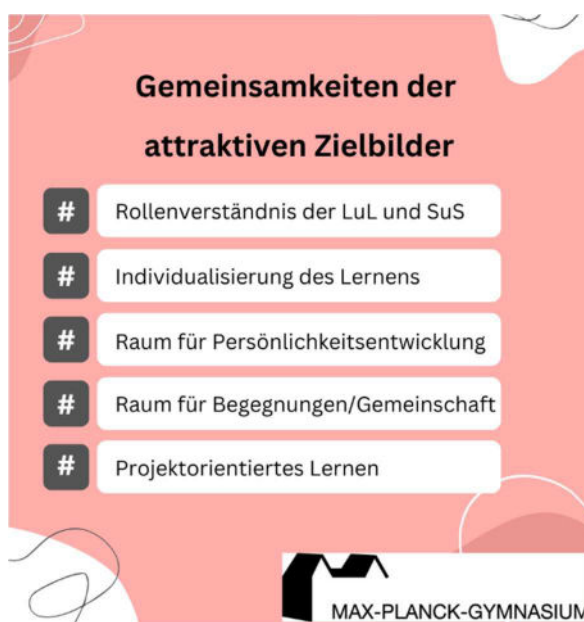 Gemeinsamkeiten der
attraktiven Zielbilder
# Rollenverständnis der LuL und SuS
# Individualisierung des Lernens
# Raum für Persönlichkeitsentwicklung
# Raum für Begegnungen/Gemeinschaft
# Projektorientiertes Lernen
MAX-PLANCK-GYMNASIUM